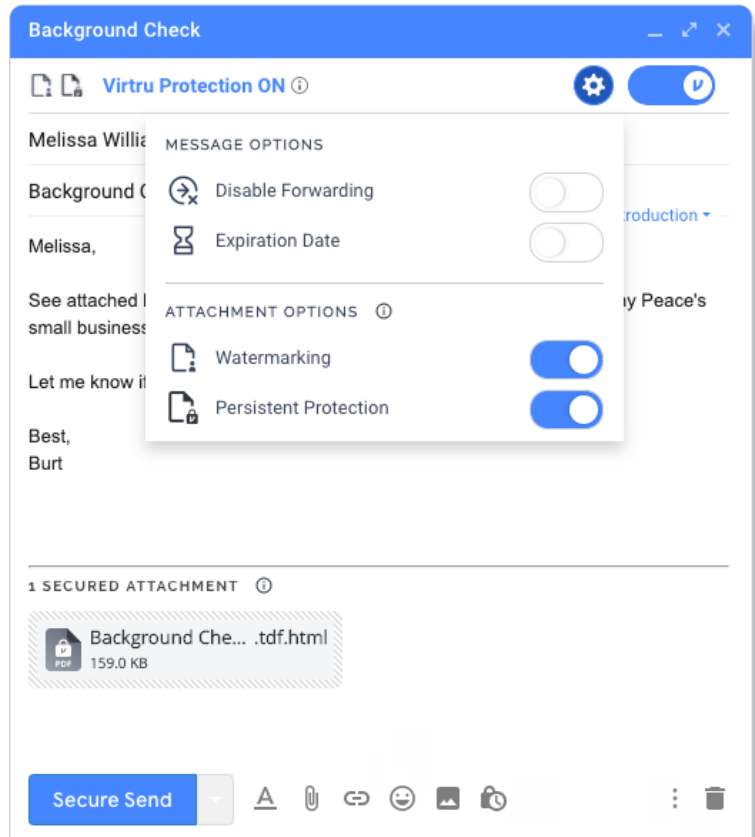 Background Check
Virtru Protection ON
Melissa Willia
MESSAGE OPTIONS
Background
Disable Forwarding
roduction
Expiration Date
Melissa,
See attached
y Peace's
small business
ATTACHMENT OPTIONS
Watermarking
Let me know if
Persistent Protection
Best,
Burt
1 SECURED ATTACHMENT
Background Che... .tdf.html
PDF
159.0 KB
Secure Send